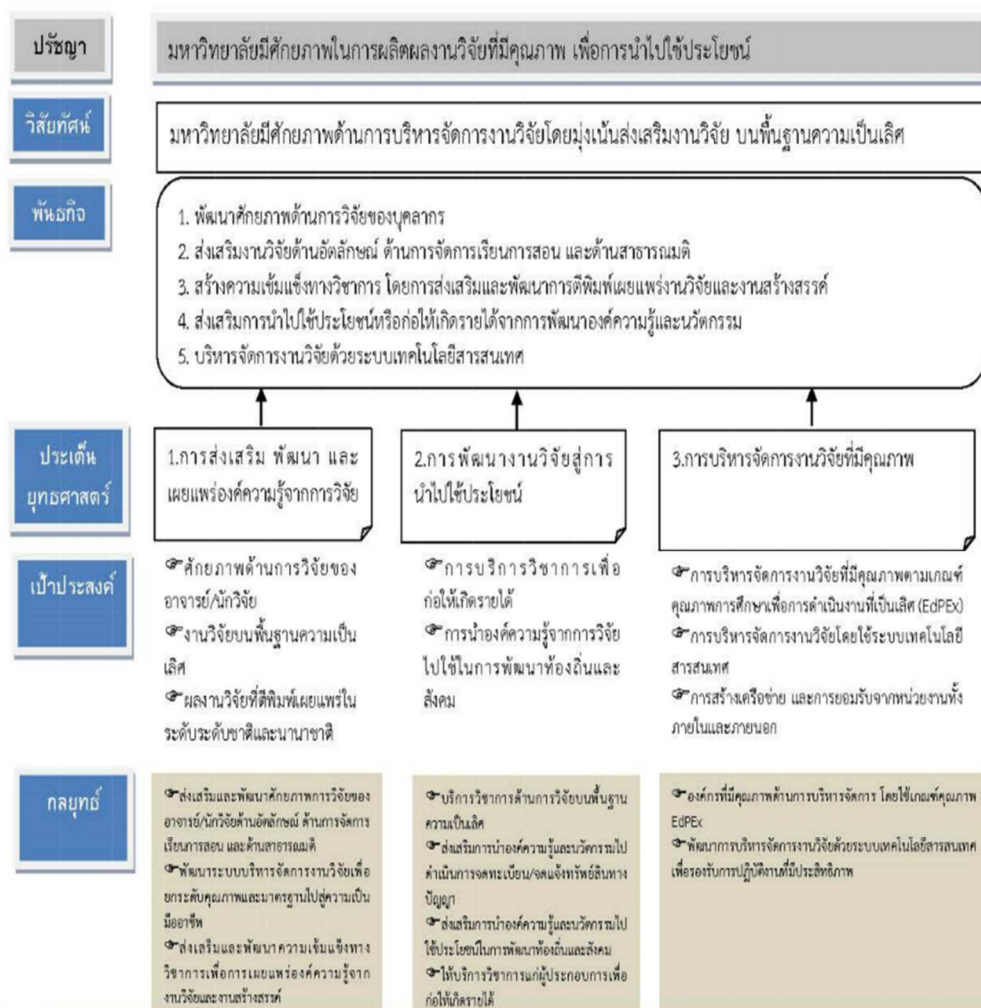 ปรัชญา
มหาวิทยาลัยมีศักยภาพในการผลิตผลงานวิจัยที่มีคุณภาพ เพื่อการนำไปใช้ประโยชน์
วิสัยทัศน์
มหาวิทยาลัยมีศักยภาพด้านการบริหารจัดการงานวิจัยโดยมุ่งเน้นส่งเสริมงานวิจัย บนพื้นฐานความเป็นเลิศ
พันธกิจ
1. พัฒนาศักยภาพด้านการวิจัยของบุคลากร
2. ส่งเสริมงานวิจัยด้านอัตลักษณ์ ด้านการจัดการเรียนการสอน และด้านสาธารณมติ
3. สร้างความเข้มแข็งทางวิชาการ โดยการส่งเสริมและพัฒนาการตีพิมพ์เผยแพร่งานวิจัยและงานสร้างสรรค์
4. ส่งเสริมการนำไปใช้ประโยชน์หรือก่อให้เกิดรายได้จากการพัฒนาองค์ความรู้และนวัตกรรม
5. บริหารจัดการงานวิจัยด้วยระบบเทคโนโลยีสารสนเทศ
ประเด็น
ยุทธศาสตร์
1.การส่งเสริม พัฒนา และ
เผยแพร่องค์ความรู้จากการวิจัย
2.การพัฒนางานวิจัยสู่การ
นำไปใช้ประโยชน์
3.การบริหารจัดการงานวิจัยที่มีคุณภาพ
เป้าประสงค์
☞ศักยภาพด้านการวิจัยของ
อาจารย์/นักวิจัย
☞งานวิจัยบนพื้นฐานความเป็น
เลิศ
☞ผลงานวิจัยที่ตีพิมพ์เผยแพร่ใน
ระดับระดับชาติและนานาชาติ
☞การบริการวิชาการเพื่อ
ก่อให้เกิดรายได้
☞การนำองค์ความรู้จากการวิจัย
ไปใช้ในการพัฒนาท้องถิ่นและ
สังคม
☞การบริหารจัดการงานวิจัยที่มีคุณภาพตามเกณฑ์
คุณภาพการศึกษาเพื่อการดำเนินงานที่เป็นเลิศ (EdPEx)
☞การบริหารจัดการงานวิจัยโดยใช้ระบบเทคโนโลยี
สารสนเทศ
☞การสร้างเครือข่าย และการยอมรับจากหน่วยงานทั้ง
ภายในและภายนอก
กลยุทธ์
☞ส่งเสริมและพัฒนาศักยภาพการวิจัยของ
อาจารย์/นักวิจัยด้านอัตลักษณ์ ด้านการจัดการ
เรียนการสอน และด้านสาธารณมติ
☞พัฒนาระบบบริหารจัดการงานวิจัยเพื่อ
ยกระดับคุณภาพและมาตรฐานไปสู่ความเป็น
มืออาชีพ
☞ส่งเสริมและพัฒนาความเข้มแข็งทาง
วิชาการเพื่อการเผยแพร่องค์ความรู้จาก
งานวิจัยและงานสร้างสรรค์
☞บริการวิชาการด้านการวิจัยบนพื้นฐาน
ความเป็นเลิศ
☞ส่งเสริมการนำองค์ความรู้และนวัตกรรมไป
ดำเนินการจดทะเบียน/จดแจ้งทรัพย์สินทาง
ปัญญา
☞ส่งเสริมการนำองค์ความรู้และนวัตกรรมไป
ใช้ประโยชน์ในการพัฒนาท้องถิ่นและสังคม
☞ให้บริการวิชาการแก่ผู้ประกอบการเพื่อ
ก่อให้เกิดรายได้
☞องค์กรที่มีคุณภาพด้านการบริหารจัดการ โดยใช้เกณฑ์คุณภาพ
EdPEx
☞พัฒนาการบริหารจัดการงานวิจัยด้วยระบบเทคโนโลยีสารสนเทศ
เพื่อรองรับการปฏิบัติงานที่มีประสิทธิภาพ